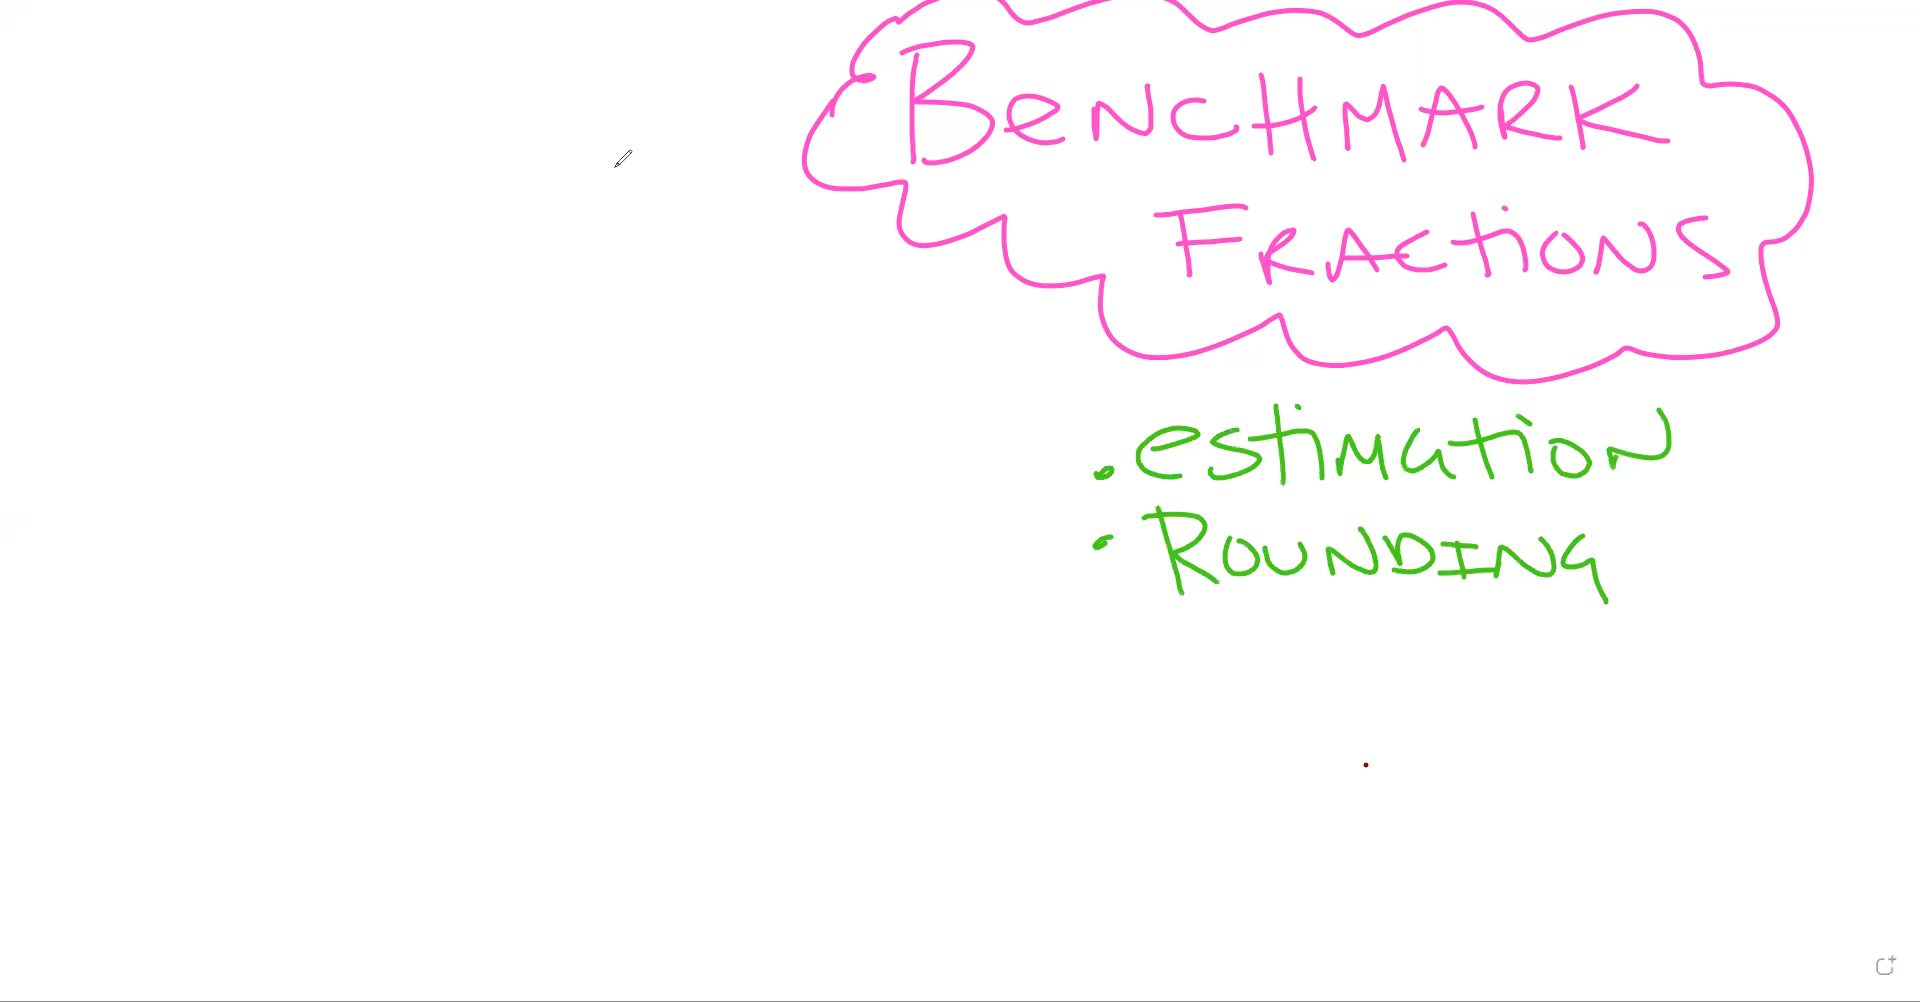 BeNCHMARK
FRACtiONS
. estimation
. ROUNDING